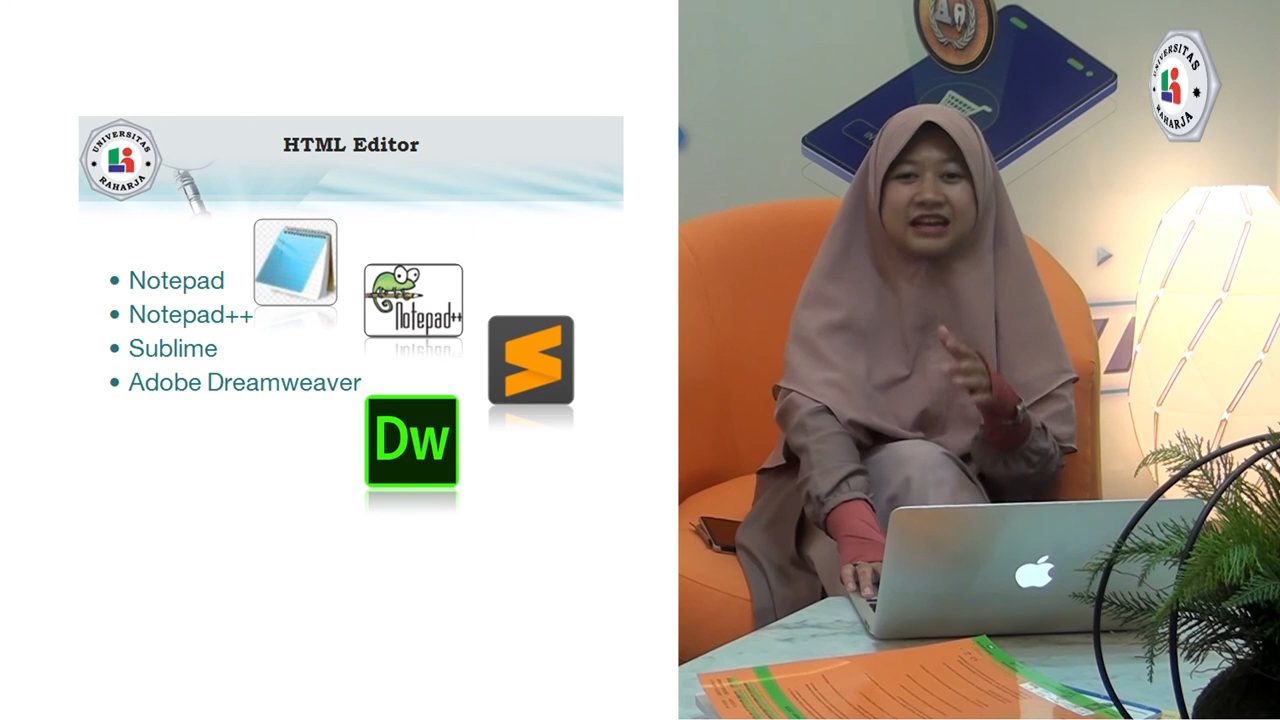 UNIVERSITAS
RAHARJA
HTML Editor
• Notepad
• Notepad++
• Sublime
• Adobe Dreamweaver
Notepad++
Dw
UNIVERSITAS
RAHARJA